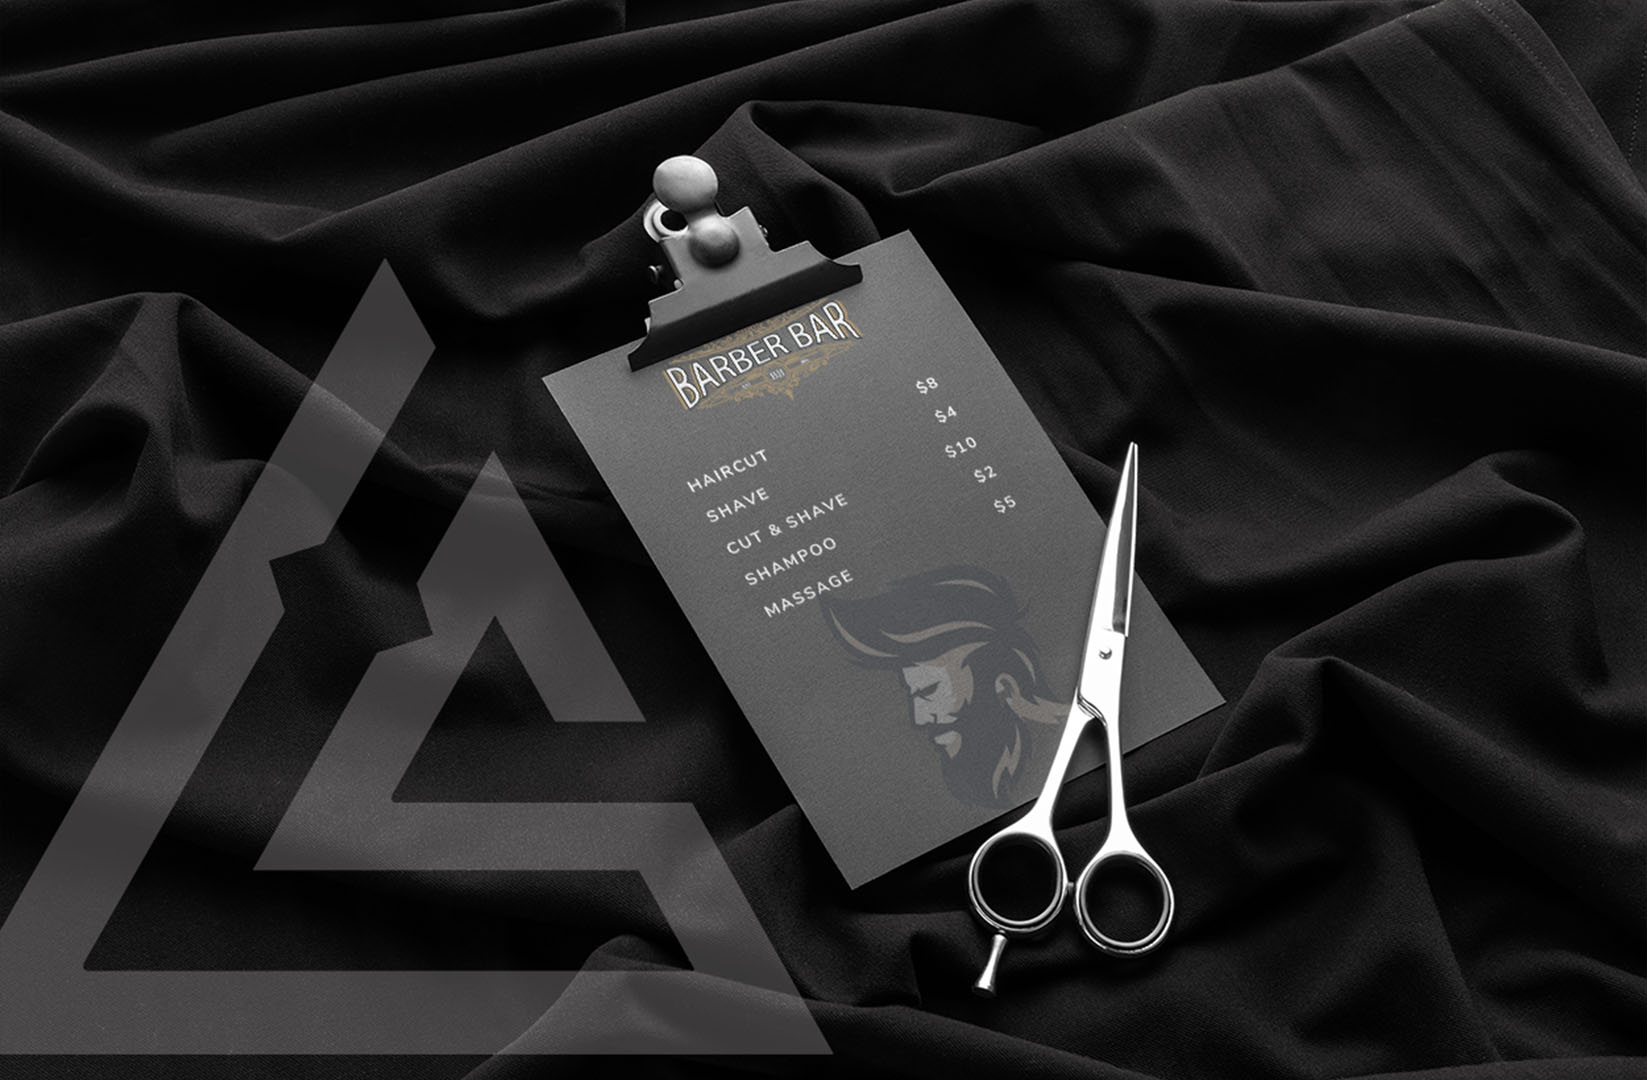 BARBER BAR
HAIRCUT $8
SHAVE $4
CUT & SHAVE $10
SHAMPOO $2
MASSAGE $5